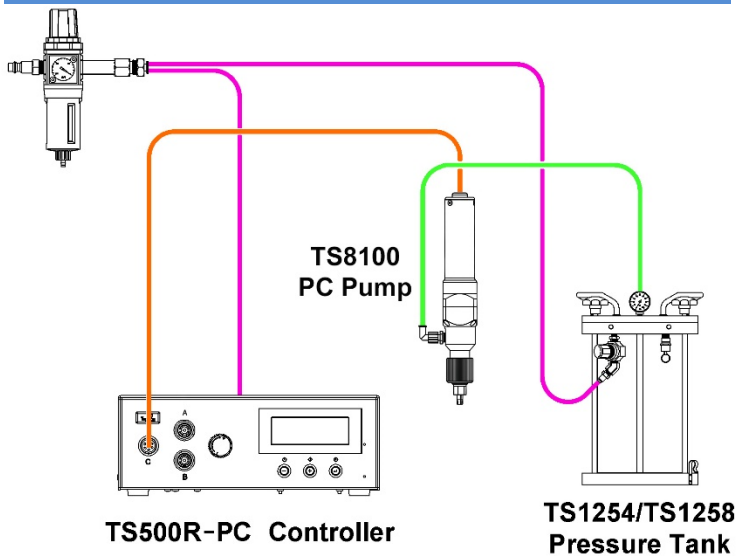 TS8100
PC Pump
A
C
B
TS500R-PC Controller
TS1254/TS1258
Pressure Tank